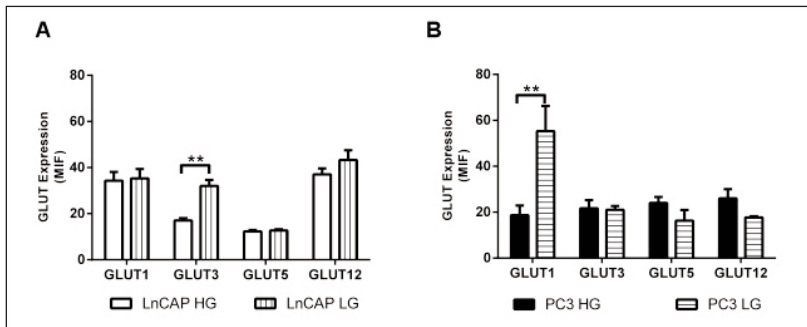 A
GLUT Expression
(MIF)
80
60
40
20
0
**
GLUT1 GLUT3 GLUT5 GLUT12
LnCAP HG LnCAP LG
B
GLUT Expression
(MIF)
80
60
40
20
0
**
GLUT1 GLUT3 GLUT5 GLUT12
PC3 HG PC3 LG